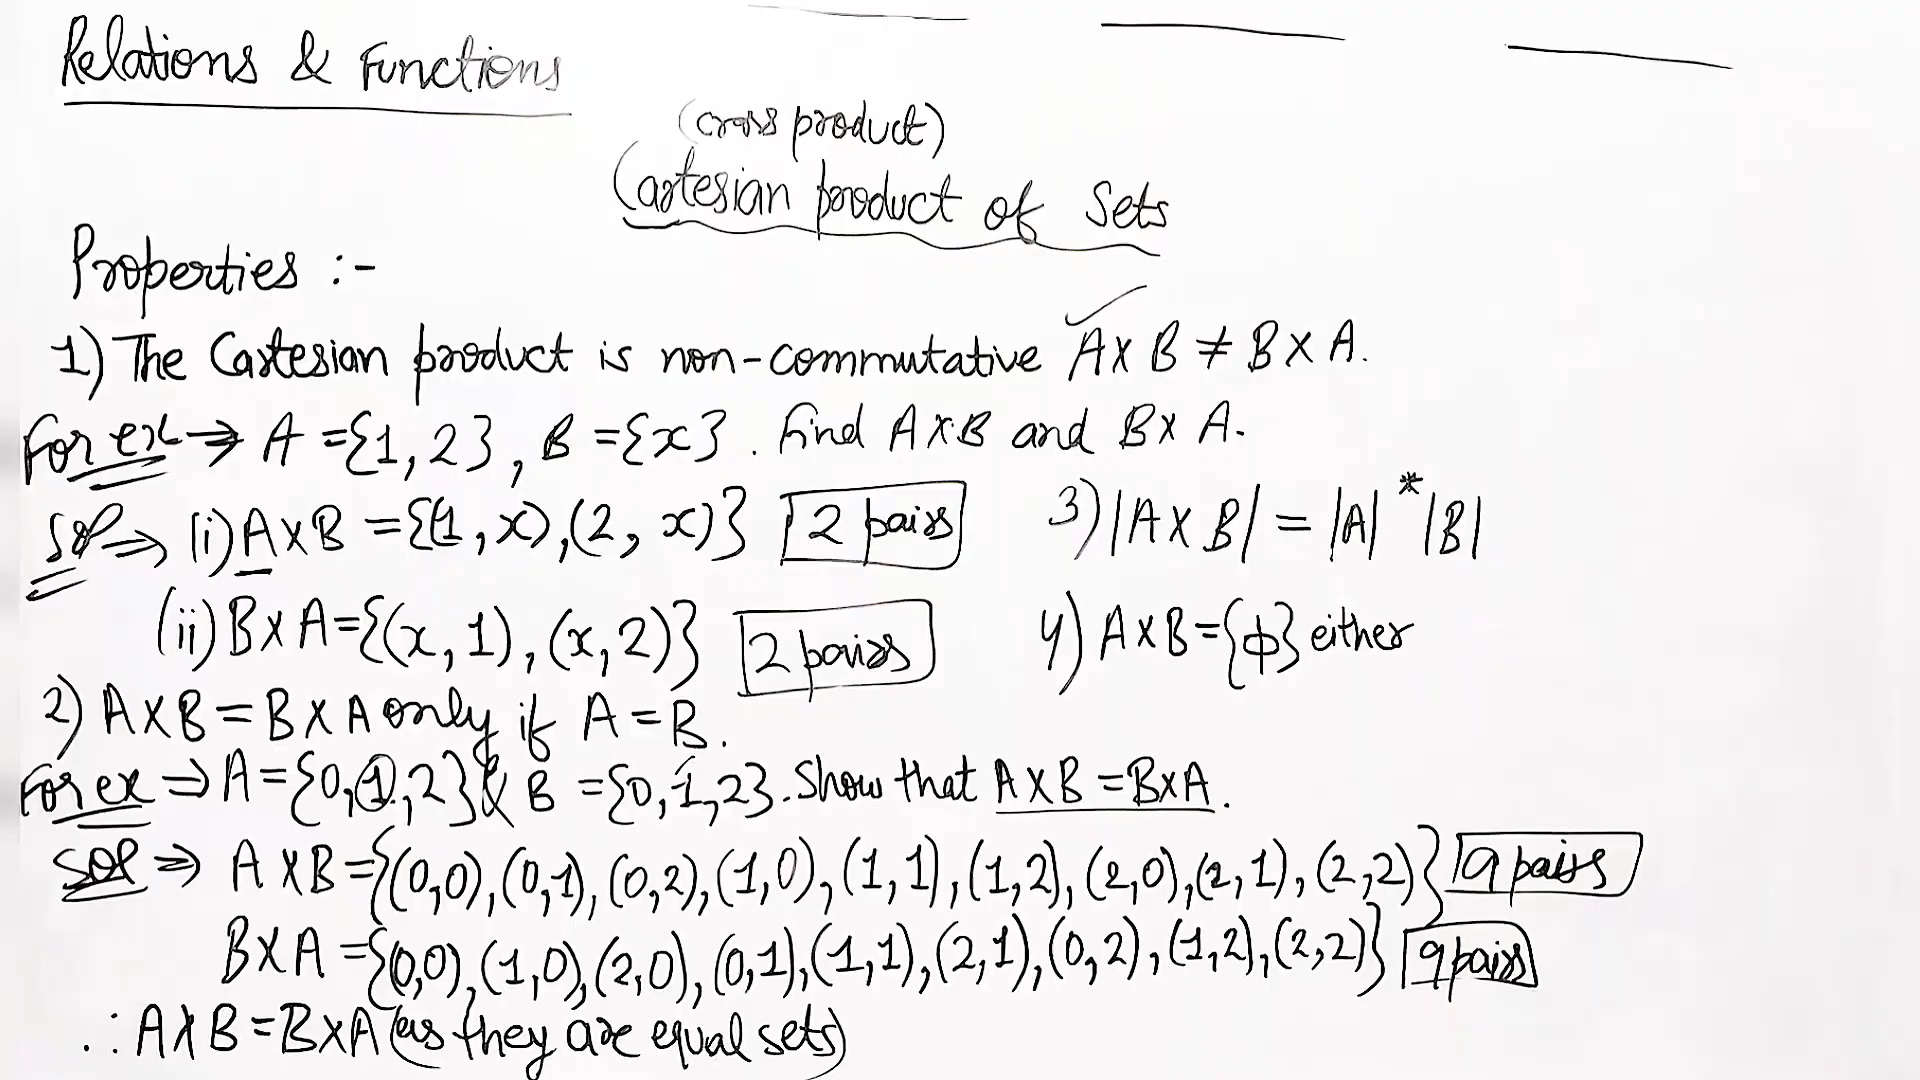 Relations & Functions
(cross product)
Cartesian product of Sets
Properties :-
1) The Cartesian product is non-commutative A×B ≠ B×A.
For ex ⇒ A = {1, 2}, B = {x}. find A×B and B×A.
Sol ⇒ (i) A×B = {(1, x), (2, x)} 2 pairs
(ii) B×A = {(x, 1), (x, 2)} 2 pairs
2) A×B = B×A only if A = B.
3) |A×B| = |A| * |B|
4) A×B = {ϕ} either
For ex ⇒ A = {0, 1, 2} & B = {0, 1, 2}. Show that A×B = B×A.
Sol ⇒ A×B = {(0,0), (0,1), (0,2), (1,0), (1,1), (1,2), (2,0), (2,1), (2,2)} 9 pairs
B×A = {(0,0), (1,0), (2,0), (0,1), (1,1), (2,1), (0,2), (1,2), (2,2)} 9 pairs
∴ A×B = B×A (as they are equal sets)